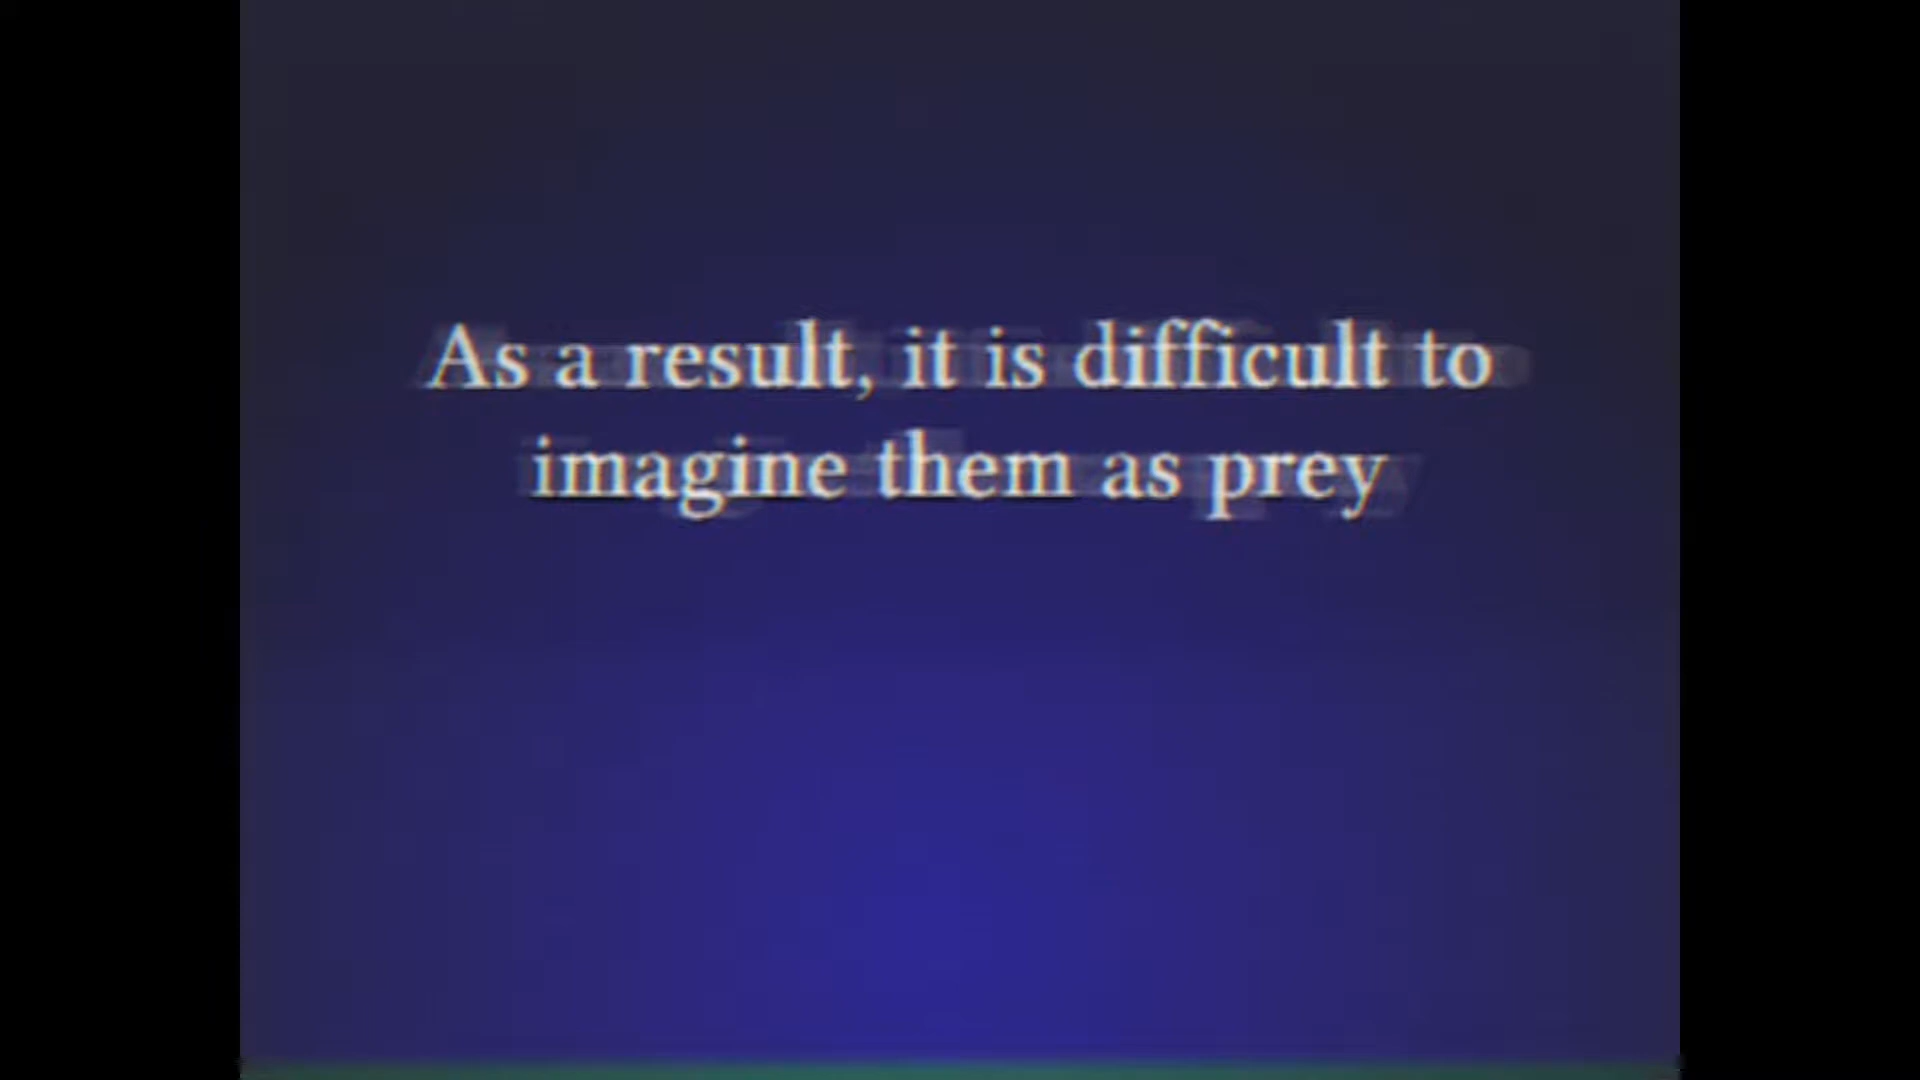 As a result, it is difficult to
imagine them as prey